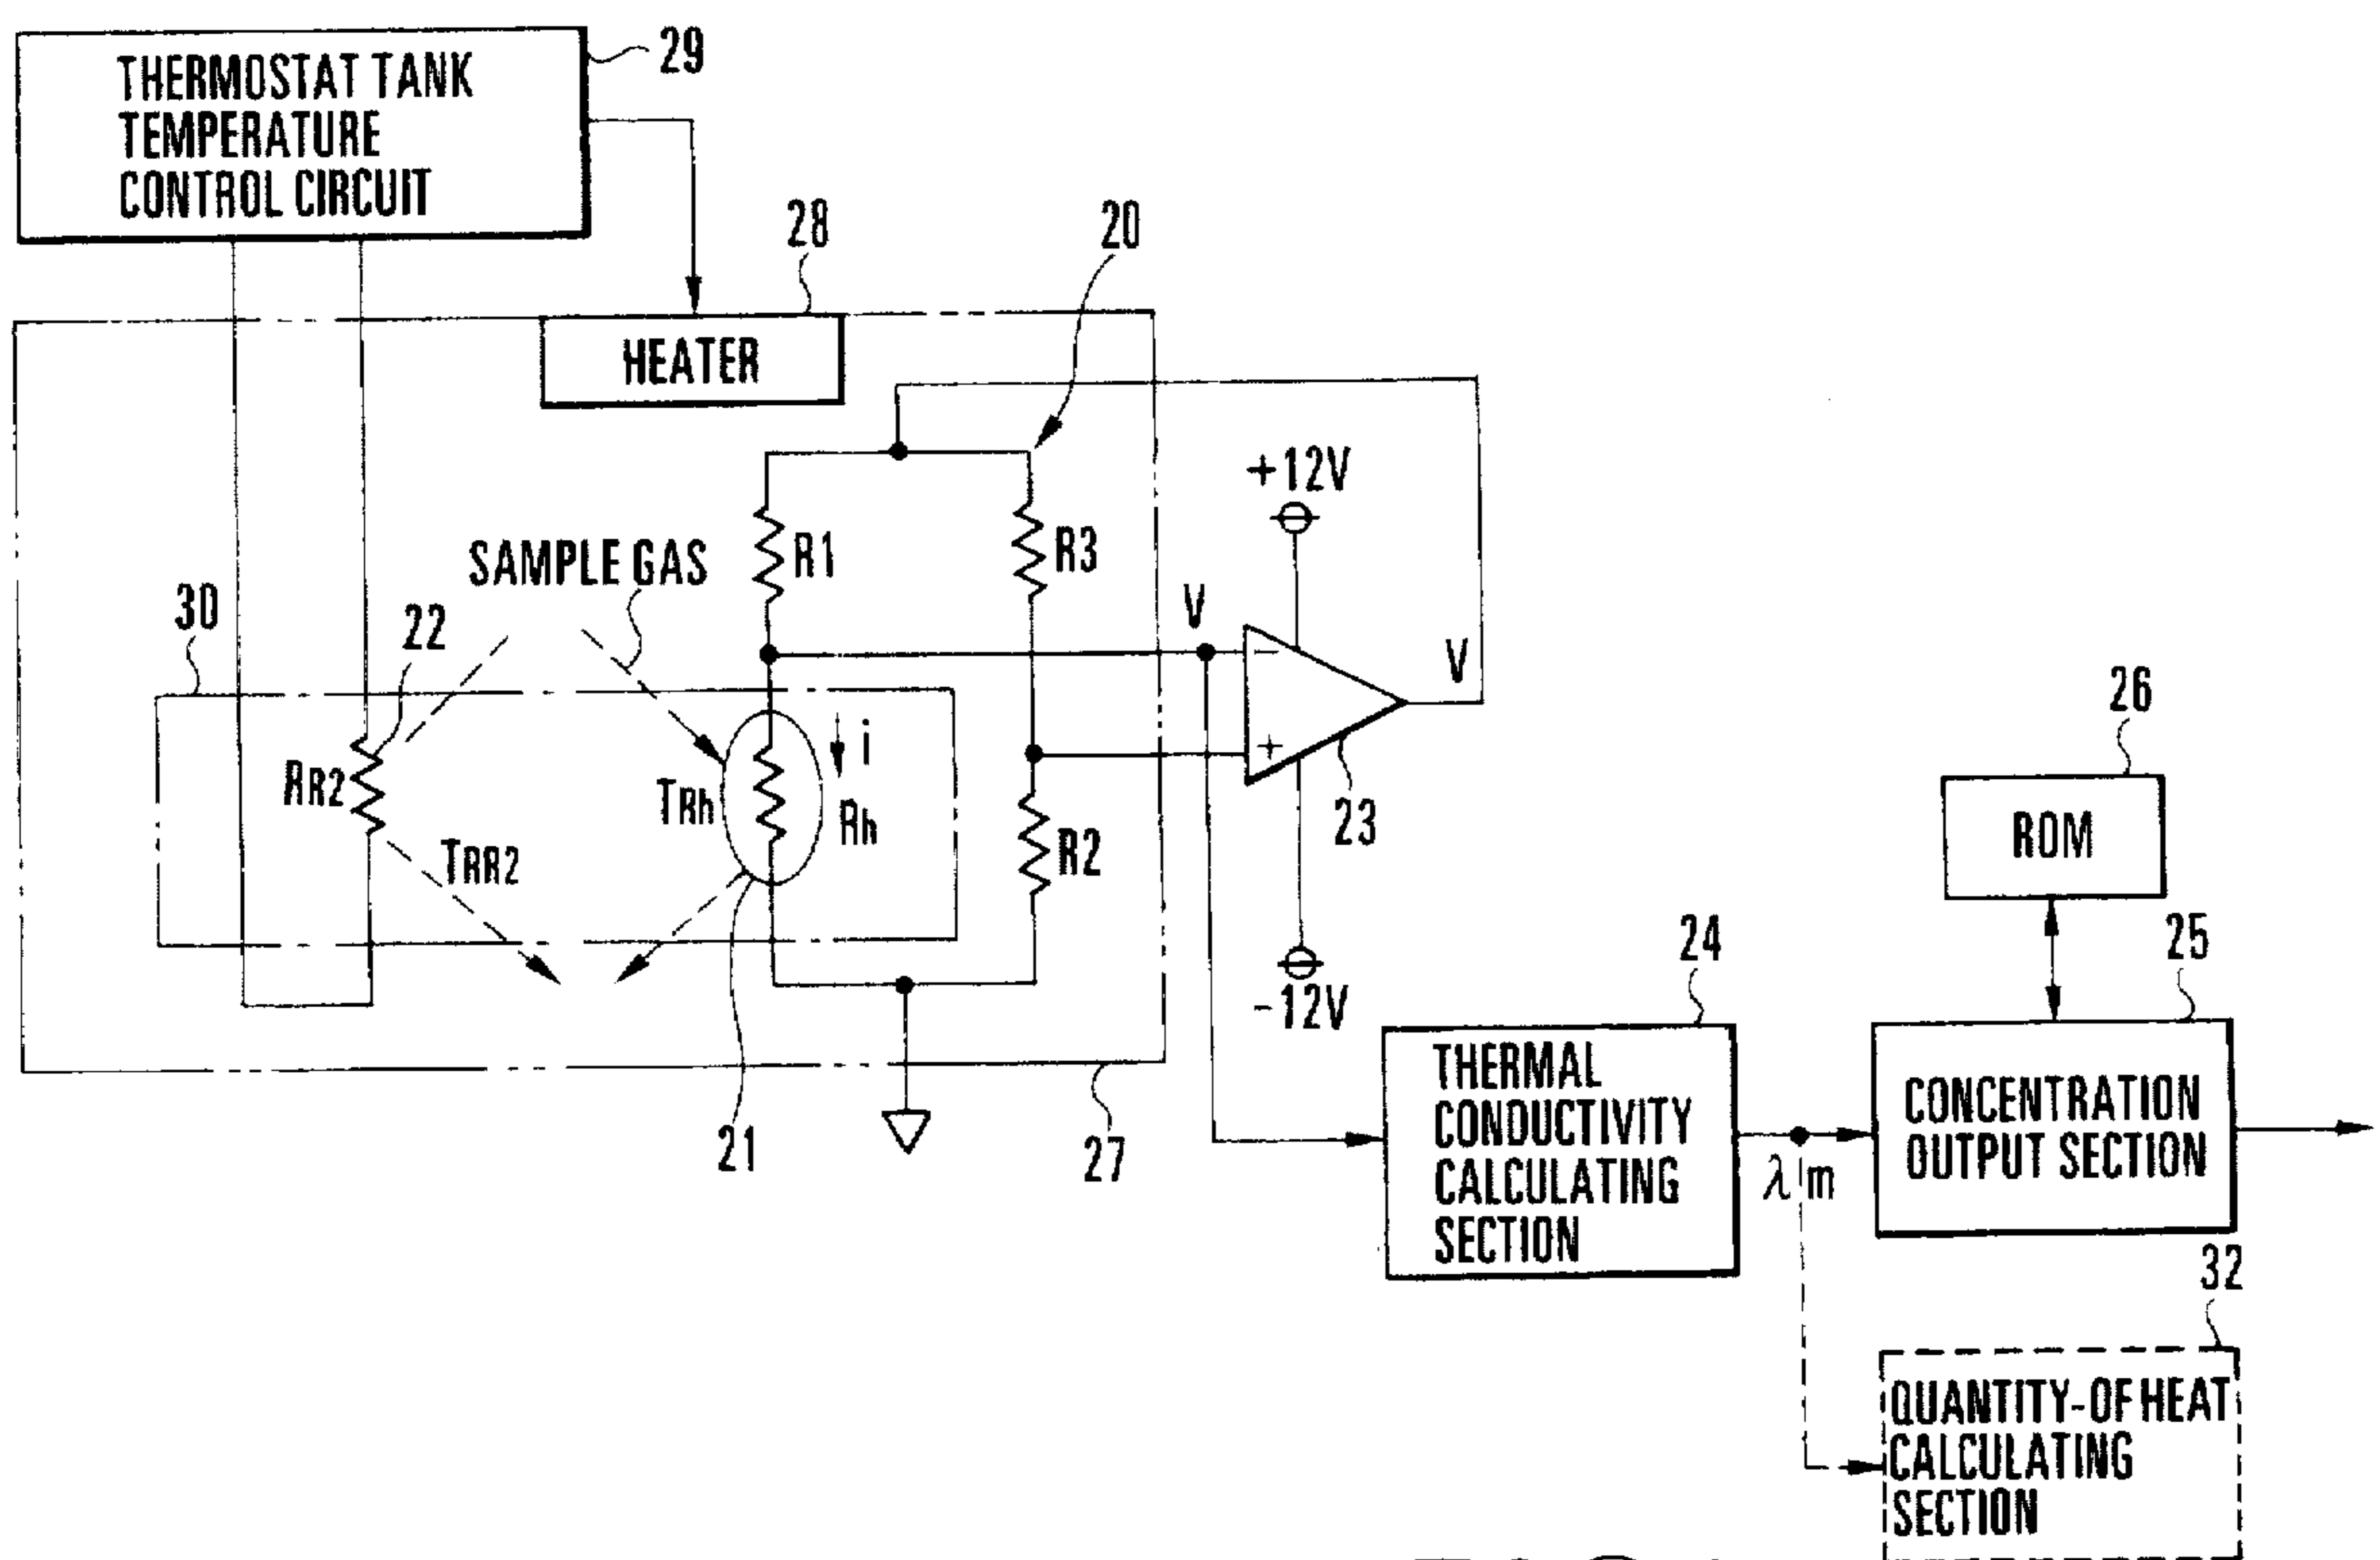 29
THERMOSTAT TANK
TEMPERATURE
CONTROL CIRCUIT
28
20
HEATER
+12V
SAMPLE GAS
R1
R3
30
22
V
V
26
i
RR2
TRh
Rh
ROM
23
TRR2
R2
24
25
-12V
THERMAL
CONDUCTIVITY
CALCULATING
SECTION
CONCENTRATION
OUTPUT SECTION
21
27
λm
32
QUANTITY-OF HEAT
CALCULATING
SECTION